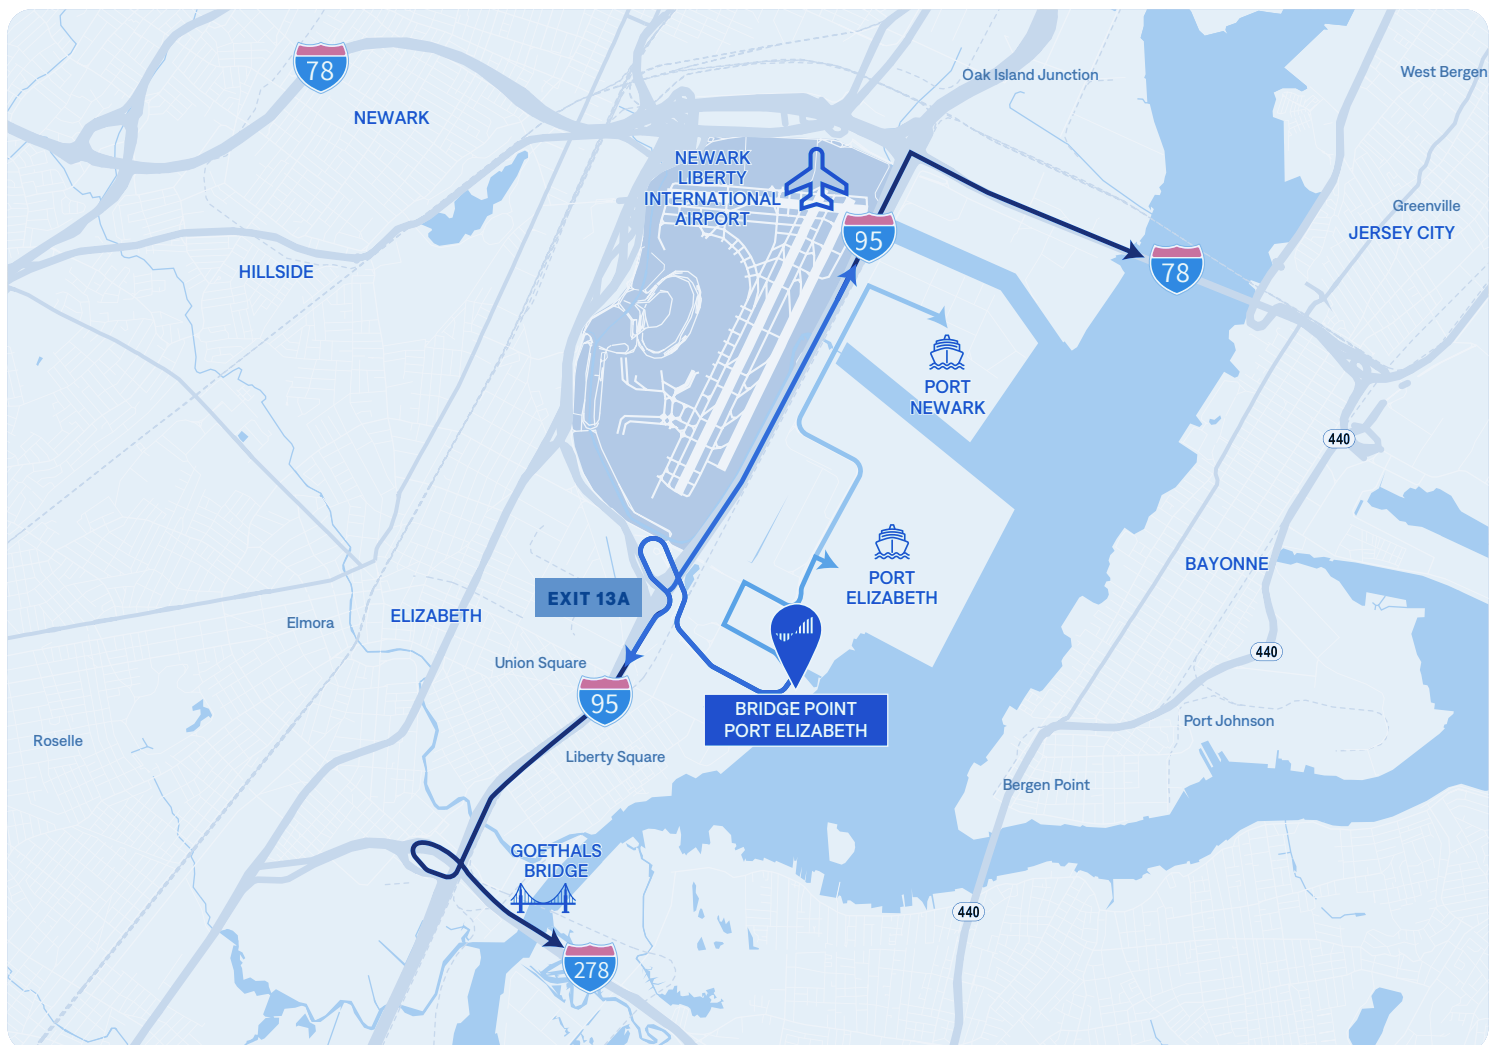 78
NEWARK
Oak Island Junction
West Bergen
NEWARK
LIBERTY
INTERNATIONAL
AIRPORT
Greenville
JERSEY CITY
95
78
HILLSIDE
PORT
NEWARK
440
PORT
ELIZABETH
BAYONNE
EXIT 13A
ELIZABETH
Elmora
Union Square
440
95
BRIDGE POINT
PORT ELIZABETH
Port Johnson
Roselle
Liberty Square
Bergen Point
GOETHALS
BRIDGE
440
278